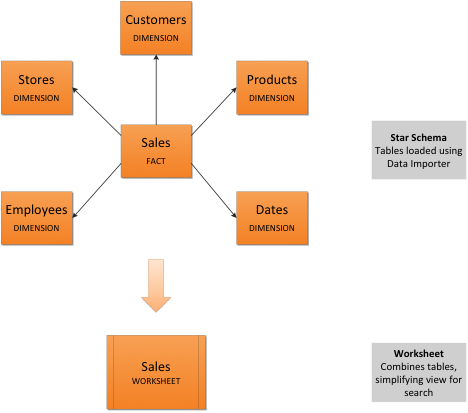 Customers
DIMENSION
Stores
DIMENSION
Products
DIMENSION
Sales
FACT
Star Schema
Tables loaded using
Data Importer
Employees
DIMENSION
Dates
DIMENSION
Sales
WORKSHEET
Worksheet
Combines tables,
simplifying view for
search